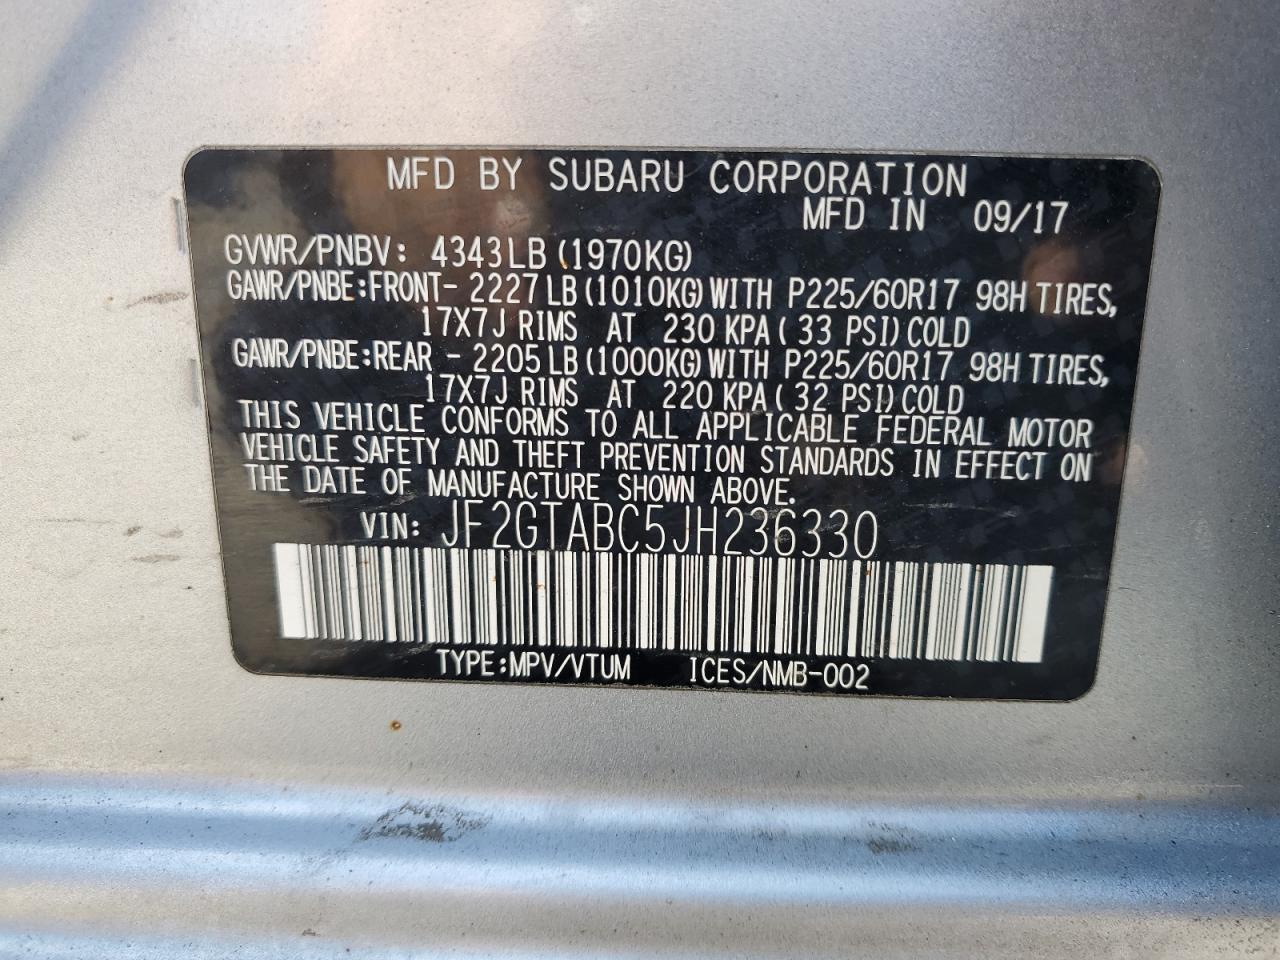 MFD BY SUBARU CORPORATION
MFD IN 09/17
GVWR/PNBV: 4343LB (1970KG)
GAWR/PNBE:FRONT- 2227LB(1010KG)WITH P225/60R17 98H TIRES,
17X7J RIMS AT 230 KPA( 33 PSI)COLD
GAWR/PNBE:REAR - 2205LB(1000KG)WITH P225/60R17 98H TIRES,
17X7J RIMS AT 220 KPA( 32 PSI)COLD
THIS VEHICLE CONFORMS TO ALL APPLICABLE FEDERAL MOTOR
VEHICLE SAFETY AND THEFT PREVENTION STANDARDS IN EFFECT ON
THE DATE OF MANUFACTURE SHOWN ABOVE.
VIN: JF2GTABC5JH236330
TYPE:MPV/VTUM ICES/NMB-002